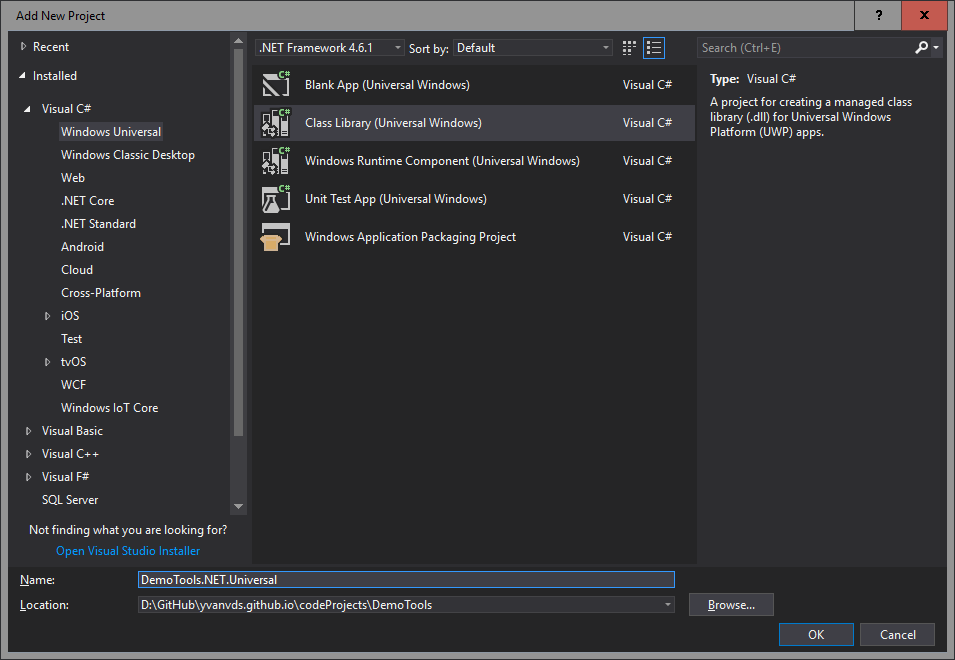 Add New Project
?
Recent
Installed
Visual C#
Windows Universal
Windows Classic Desktop
Web
.NET Core
.NET Standard
Android
Cloud
Cross-Platform
iOS
Test
tvOS
WCF
Windows IoT Core
Visual Basic
Visual C++
Visual F#
SQL Server
Not finding what you are looking for?
Open Visual Studio Installer
.NET Framework 4.6.1 Sort by: Default
C# Blank App (Universal Windows) Visual C#
C# Class Library (Universal Windows) Visual C#
C# Windows Runtime Component (Universal Windows) Visual C#
C# Unit Test App (Universal Windows) Visual C#
Windows Application Packaging Project Visual C#
Search (Ctrl+E)
Type: Visual C#
A project for creating a managed class
library (.dll) for Universal Windows
Platform (UWP) apps.
Name: DemoTools.NET.Universal
Location: D:\GitHub\yvanvds.github.io\codeProjects\DemoTools Browse...
OK Cancel